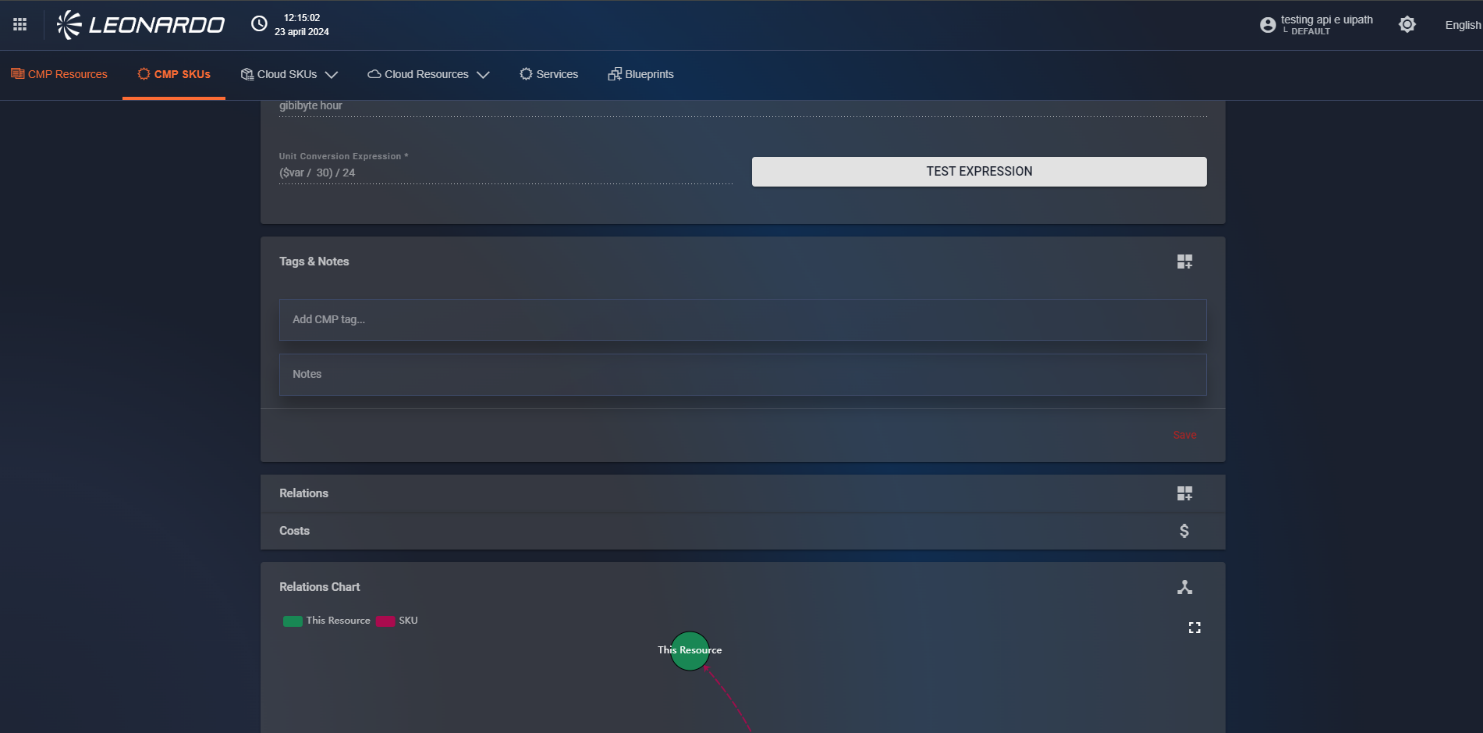 LEONARDO
12:15:02
23 april 2024
testing api e uipath
└ DEFAULT
English
CMP Resources
CMP SKUs
Cloud SKUs
Cloud Resources
Services
Blueprints
gibibyte hour
Unit Conversion Expression *
($var / 30) / 24
TEST EXPRESSION
Tags & Notes
Add CMP tag...
Notes
Save
Relations
Costs
$
Relations Chart
This Resource
SKU
This Resource